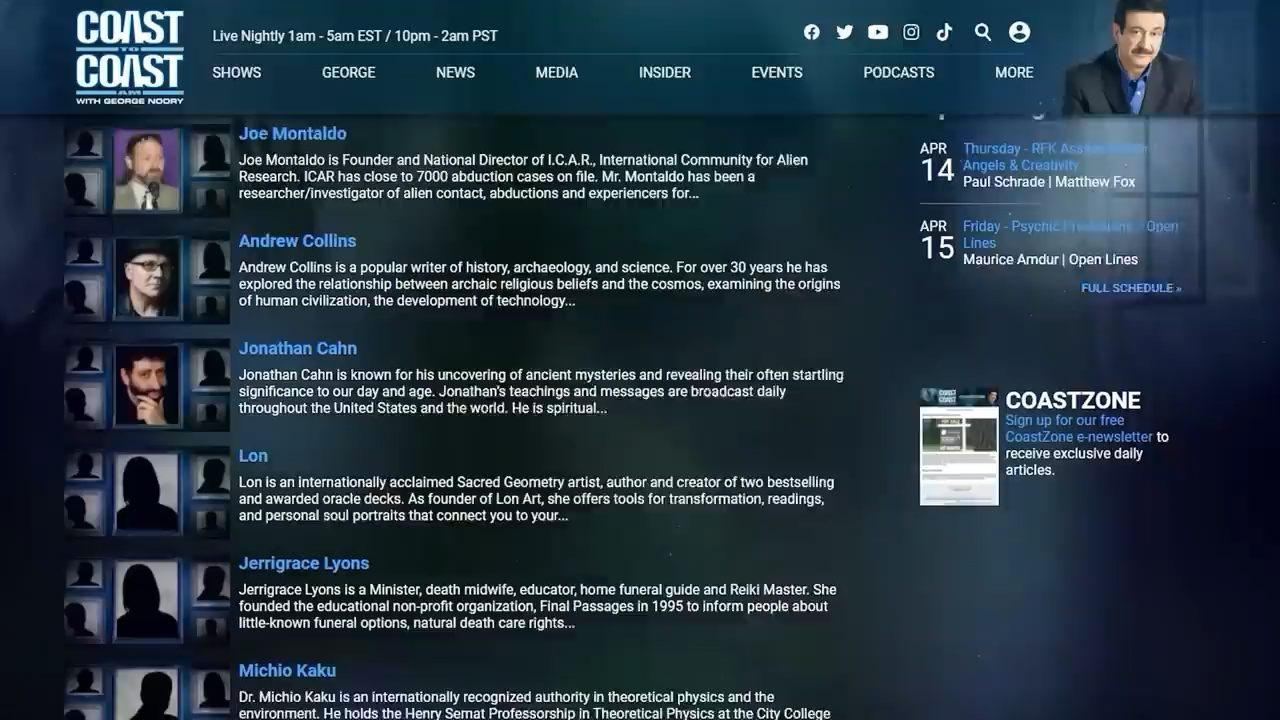 COAST
TO
COAST
AM
WITH GEORGE NOORY
Live Nightly 1am - 5am EST / 10pm - 2am PST
SHOWS
GEORGE
NEWS
MEDIA
INSIDER
EVENTS
PODCASTS
MORE
Joe Montaldo
Joe Montaldo is Founder and National Director of I.C.A.R., International Community for Alien
Research. ICAR has close to 7000 abduction cases on file. Mr. Montaldo has been a
researcher/investigator of alien contact, abductions and experiencers for...
Andrew Collins
Andrew Collins is a popular writer of history, archaeology, and science. For over 30 years he has
explored the relationship between archaic religious beliefs and the cosmos, examining the origins
of human civilization, the development of technology...
Jonathan Cahn
Jonathan Cahn is known for his uncovering of ancient mysteries and revealing their often startling
significance to our day and age. Jonathan's teachings and messages are broadcast daily
throughout the United States and the world. He is spiritual...
Lon
Lon is an internationally acclaimed Sacred Geometry artist, author and creator of two bestselling
and awarded oracle decks. As founder of Lon Art, she offers tools for transformation, readings,
and personal soul portraits that connect you to your...
Jerrigrace Lyons
Jerrigrace Lyons is a Minister, death midwife, educator, home funeral guide and Reiki Master. She
founded the educational non-profit organization, Final Passages in 1995 to inform people about
little-known funeral options, natural death care rights...
Michio Kaku
Dr. Michio Kaku is an internationally recognized authority in theoretical physics and the
environment. He holds the Henry Semat Professorship in Theoretical Physics at the City College
APR
14
Thursday - RFK
Angels & Creativity
Paul Schrade | Matthew Fox
APR
15
Friday - Psychic Open
Lines
Maurice Amdur | Open Lines
FULL SCHEDULE »
COASTZONE
Sign up for our free
CoastZone e-newsletter to
receive exclusive daily
articles.